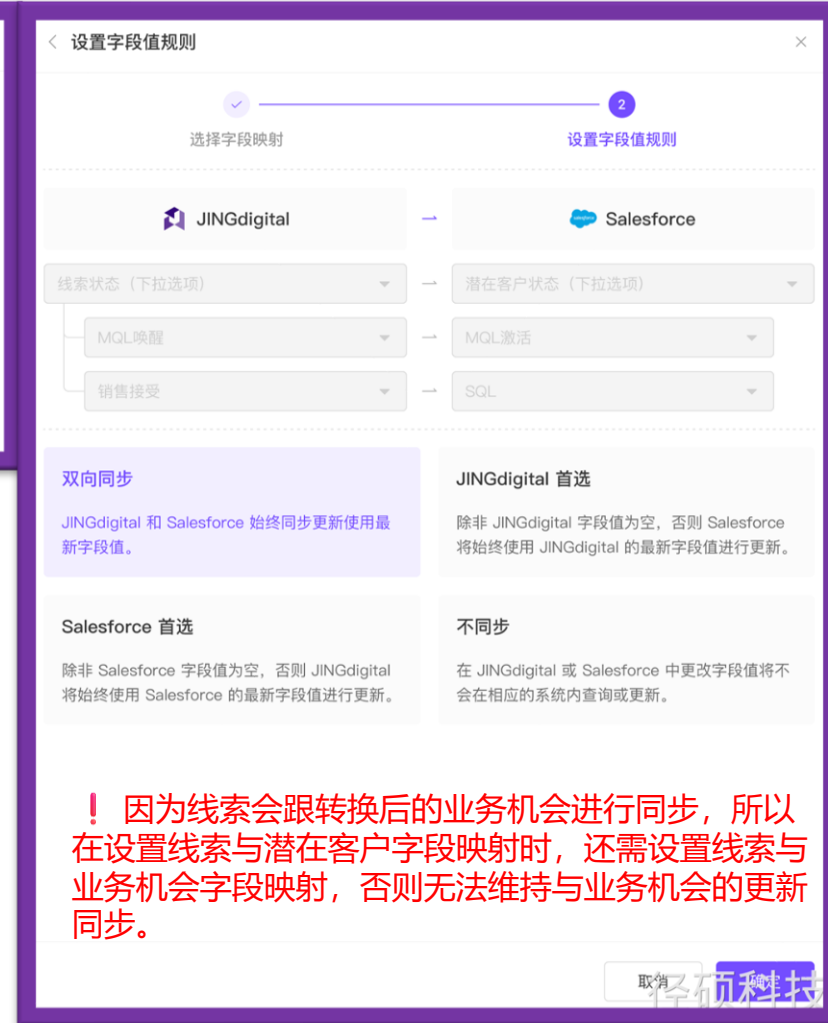 设置字段值规则
2
选择字段映射
设置字段值规则
JINGdigital
salesforce
Salesforce
线索状态（下拉选项）
潜在客户状态（下拉选项）
MQL唤醒
MQL激活
销售接受
SQL
双向同步
JINGdigital 和 Salesforce 始终同步更新使用最
新字段值。
JINGdigital 首选
除非 JINGdigital 字段值为空，否则 Salesforce
将始终使用 JINGdigital 的最新字段值进行更新。
Salesforce 首选
除非 Salesforce 字段值为空，否则 JINGdigital
将始终使用 Salesforce 的最新字段值进行更新。
不同步
在 JINGdigital 或 Salesforce 中更改字段值将不
会在相应的系统内查询或更新。
❗ 因为线索会跟转换后的业务机会进行同步，所以
在设置线索与潜在客户字段映射时，还需设置线索与
业务机会字段映射，否则无法维持与业务机会的更新
同步。
取消
确定
径硕科技